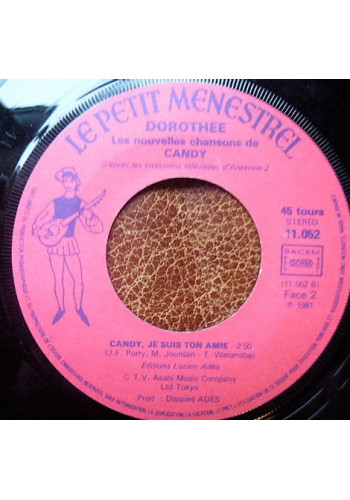 LE PETIT MENESTREL
DOROTHEE
Les nouvelles chansons de
CANDY
D'après les émissions télévisées d'Antenne 2
45 tours
STEREO
11.062
SACEM
(11.062 B)
Face 2
℗ 1981
CANDY, JE SUIS TON AMIE - 2'50
(J.F. Porry, M. Jourdan - T. Watanabe)
Editions Lucien Adès
© T.V. Asahi Music Company
Ltd Tokyo
Prod : Disques ADES